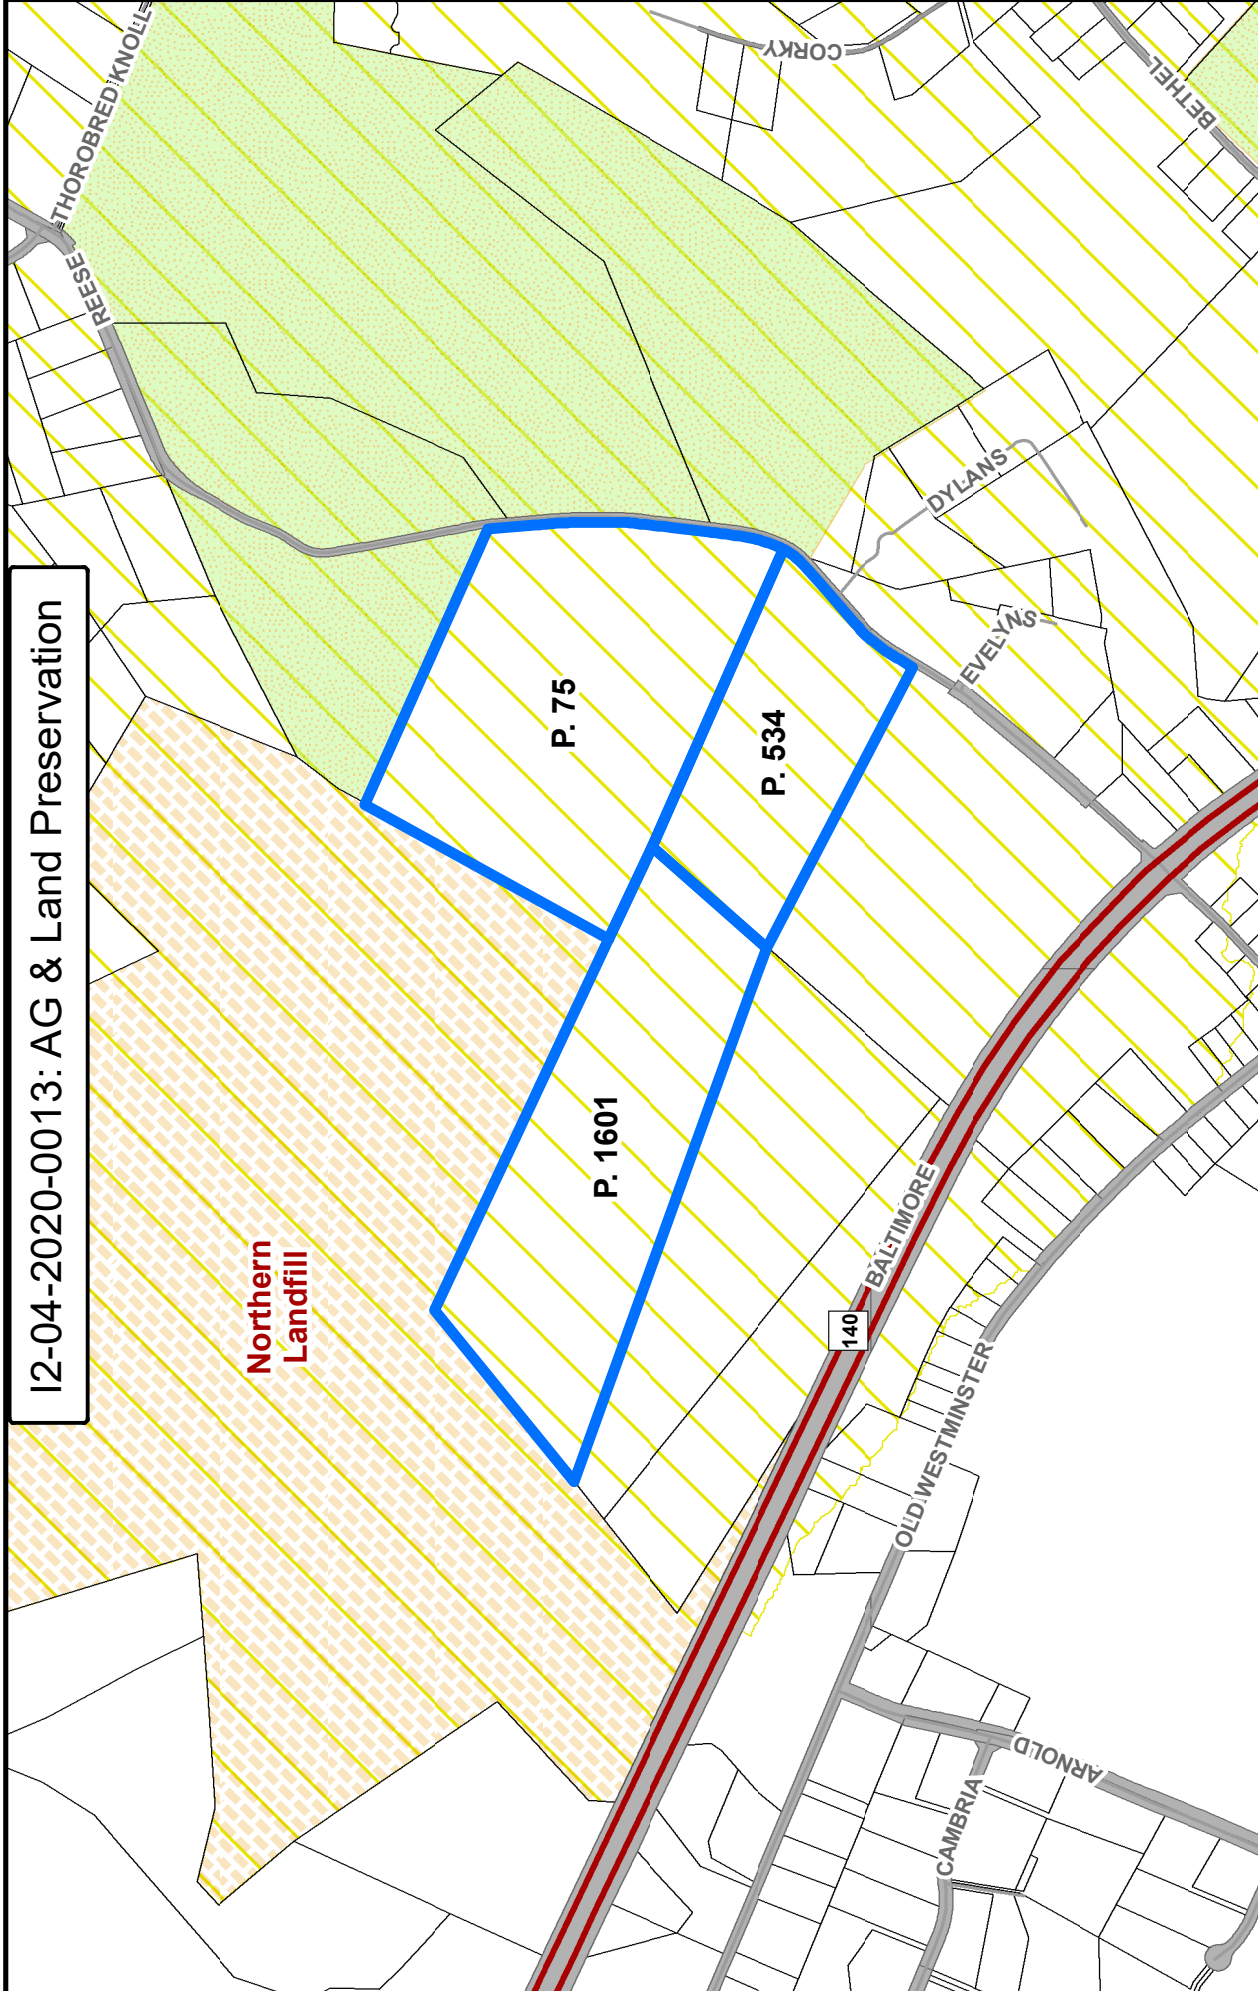 I2-04-2020-0013: AG & Land Preservation
Northern
Landfill
P. 75
P. 534
P. 1601
THOROBRED KNOLL
REESE
CORKY
BETHEL
DYLANS
EVELYNS
BALTIMORE
140
OLD WESTMINSTER
ARNOLD
CAMBRIA